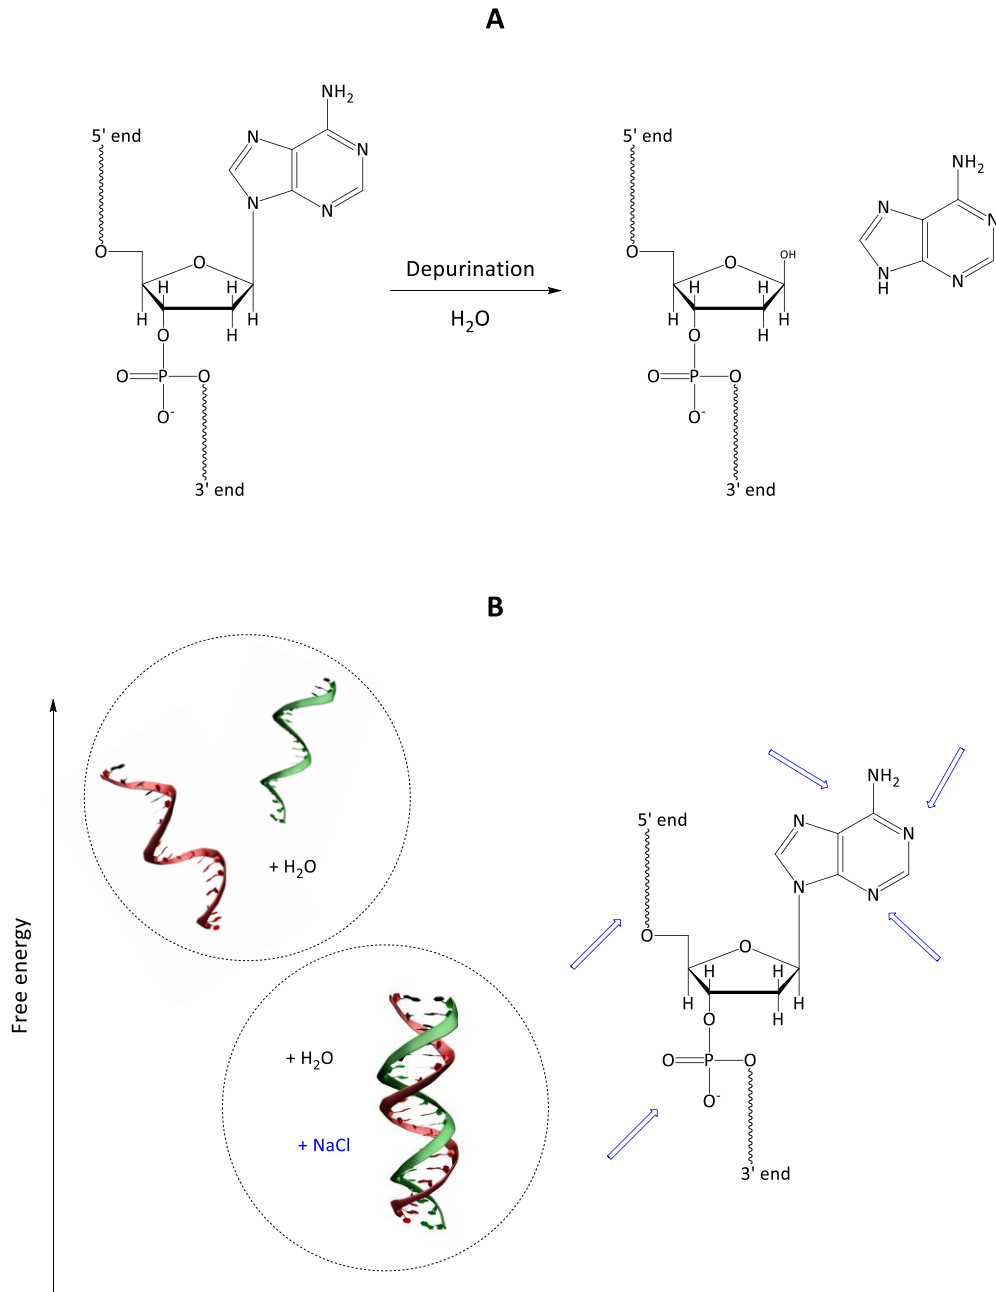 A
NH₂
5' end
N
N
N
N
O
O
H
H
H
H
H
O
O
P
O
O⁻
3' end
Depurination
H₂O
NH₂
5' end
N
N
N
H
N
O
O
OH
H
H
H
H
H
O
O
P
O
O⁻
3' end
B
Free energy
+ H₂O
+ H₂O
+ NaCl
NH₂
5' end
N
N
N
N
O
O
H
H
H
H
H
O
O
P
O
O⁻
3' end